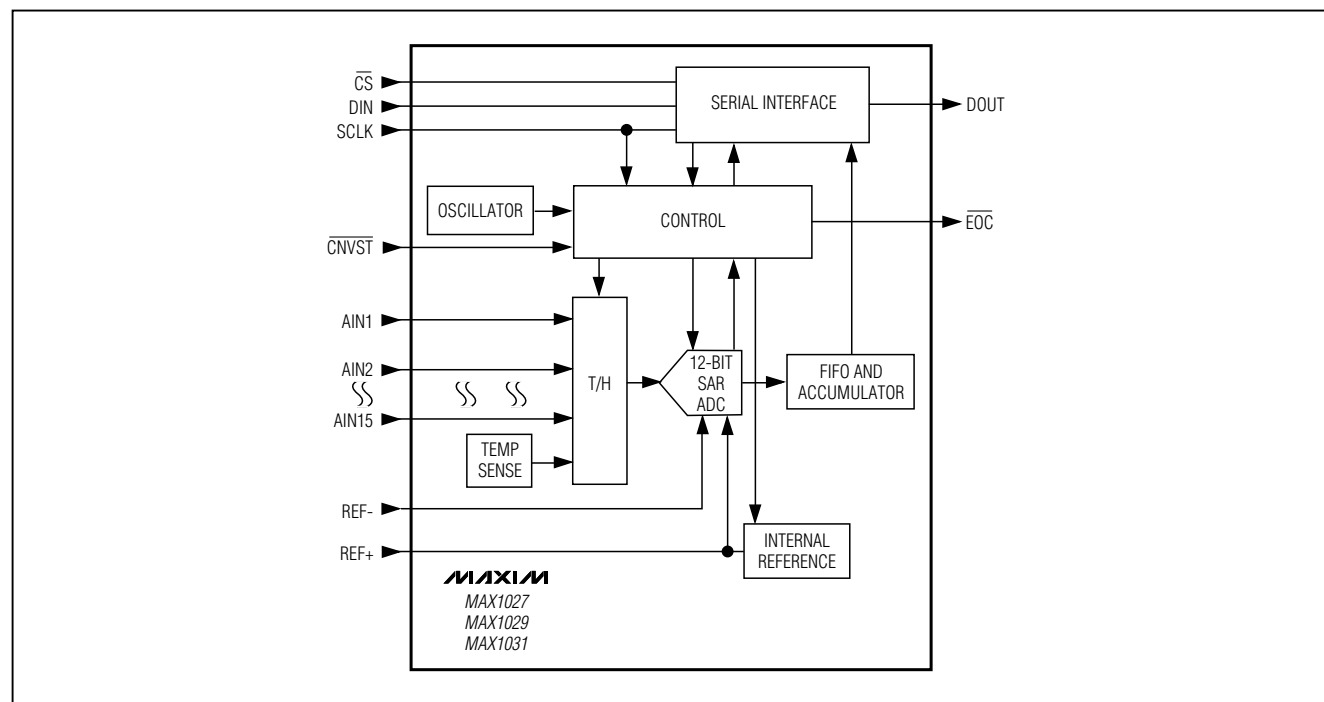 CS
DIN
SCLK
SERIAL INTERFACE
DOUT
OSCILLATOR
CONTROL
EOC
CNVST
AIN1
AIN2
AIN15
T/H
12-BIT
SAR
ADC
FIFO AND
ACCUMULATOR
TEMP
SENSE
REF-
REF+
INTERNAL
REFERENCE
MAXIM
MAX1027
MAX1029
MAX1031